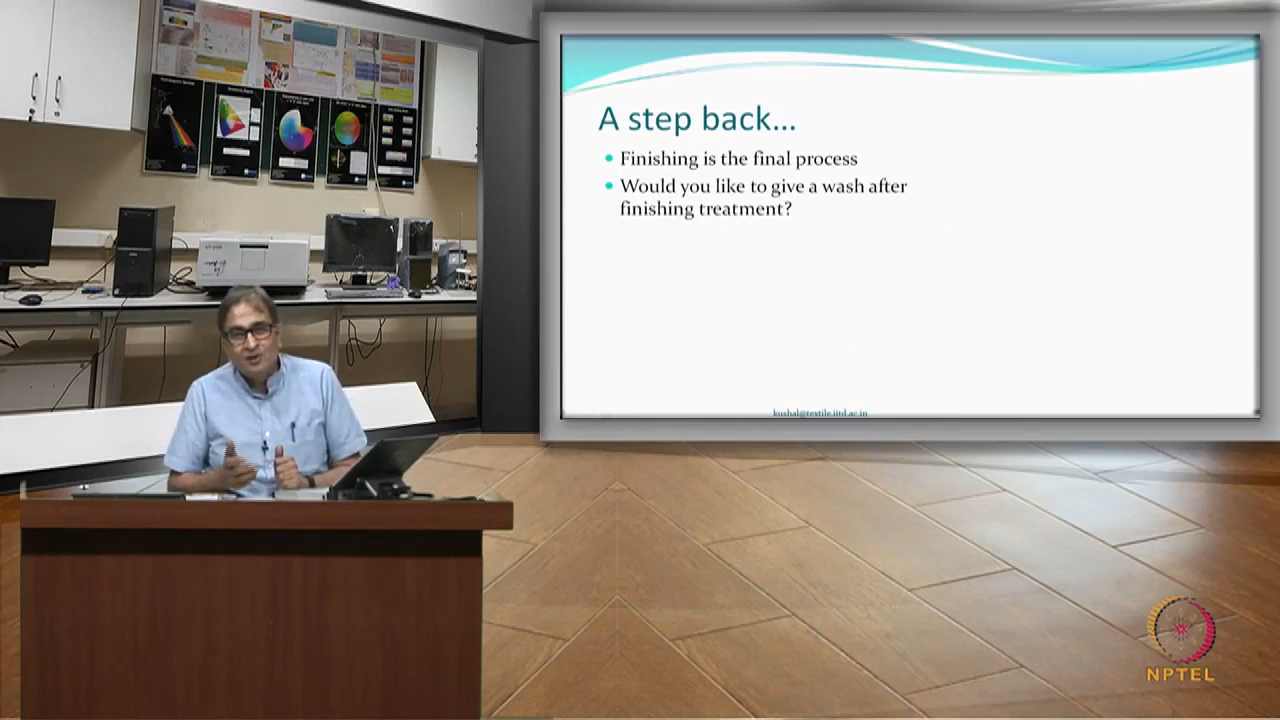 A step back...
Finishing is the final process
Would you like to give a wash after
finishing treatment?
kushal@textile.iitd.ac.in
NPTEL